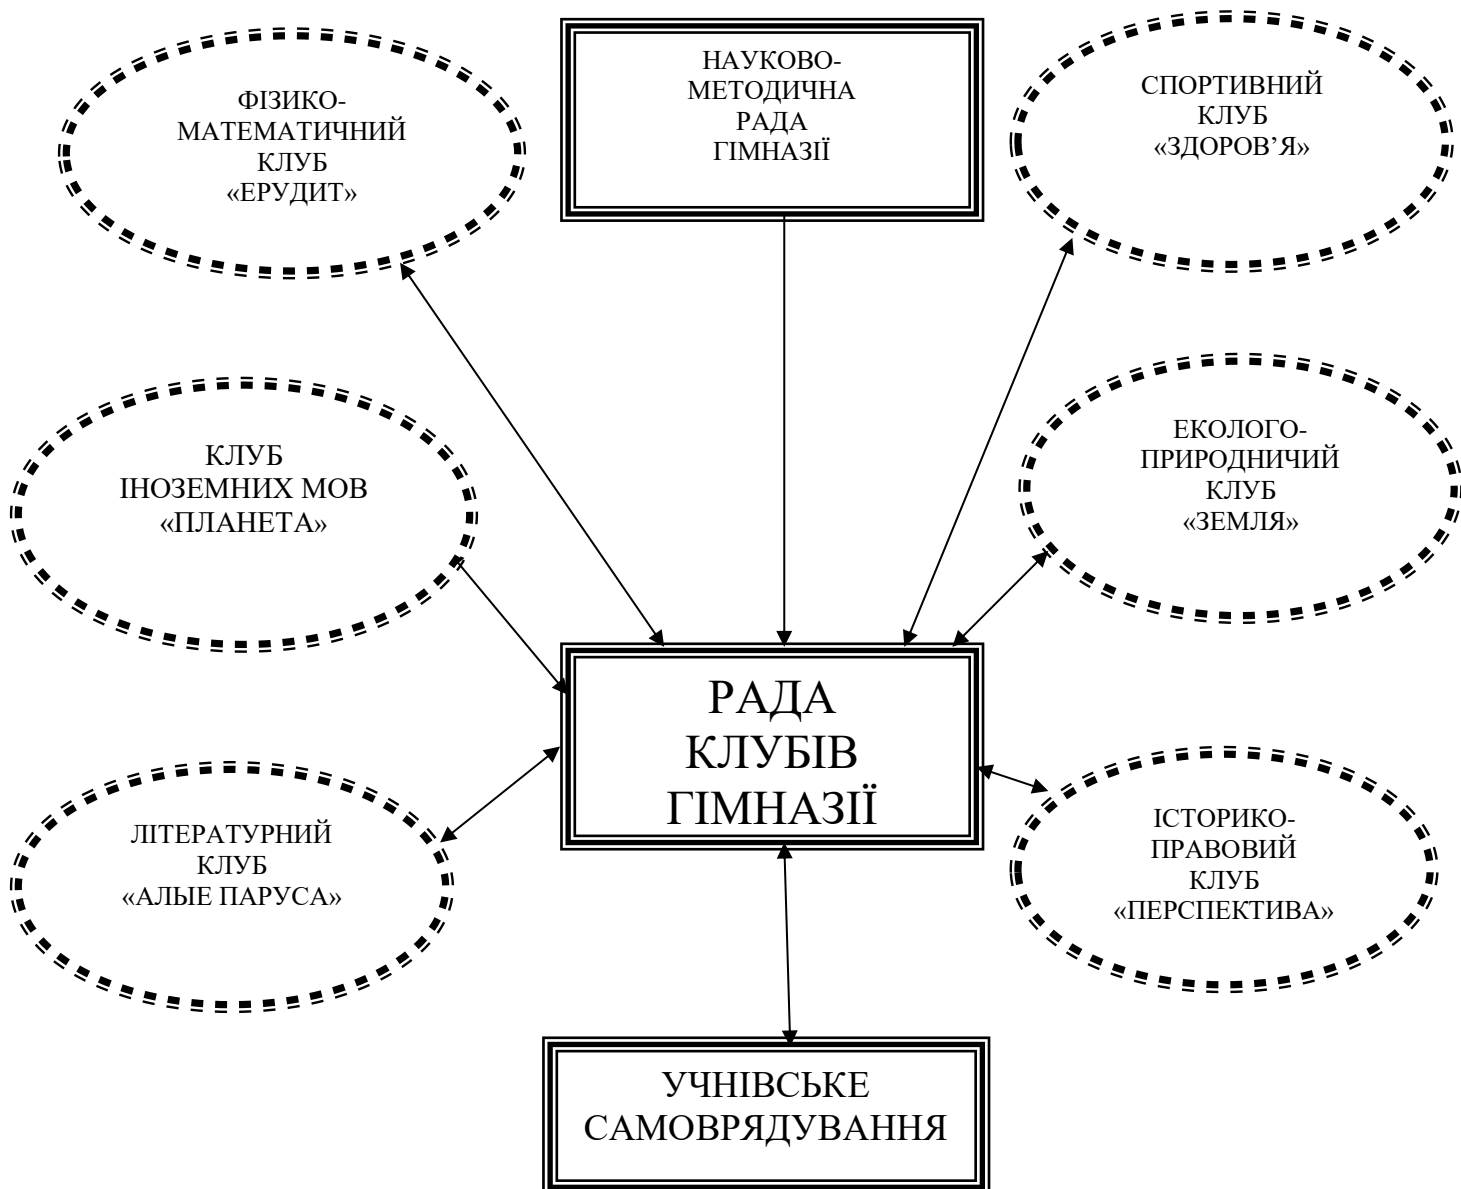 ФІЗИКО-
МАТЕМАТИЧНИЙ
КЛУБ
«ЕРУДИТ»
НАУКОВО-
МЕТОДИЧНА
РАДА
ГІМНАЗІЇ
СПОРТИВНИЙ
КЛУБ
«ЗДОРОВ’Я»
КЛУБ
ІНОЗЕМНИХ МОВ
«ПЛАНЕТА»
ЕКОЛОГО-
ПРИРОДНИЧИЙ
КЛУБ
«ЗЕМЛЯ»
РАДА
КЛУБІВ
ГІМНАЗІЇ
ЛІТЕРАТУРНИЙ
КЛУБ
«АЛЫЕ ПАРУСА»
ІСТОРИКО-
ПРАВОВИЙ
КЛУБ
«ПЕРСПЕКТИВА»
УЧНІВСЬКЕ
САМОВРЯДУВАННЯ